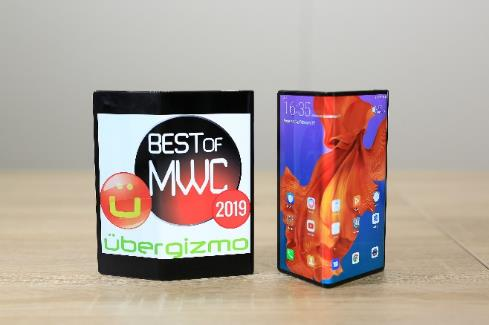 BEST OF
MWC
2019
Ü
übergizmo
16:35